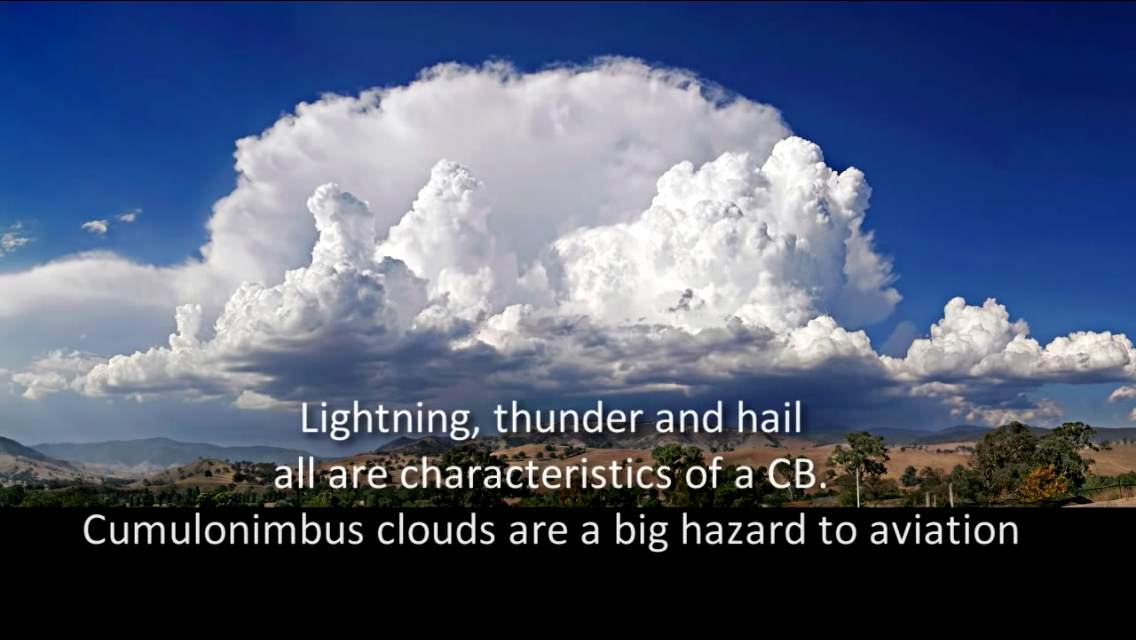 Lightning, thunder and hail
all are characteristics of a CB.
Cumulonimbus clouds are a big hazard to aviation